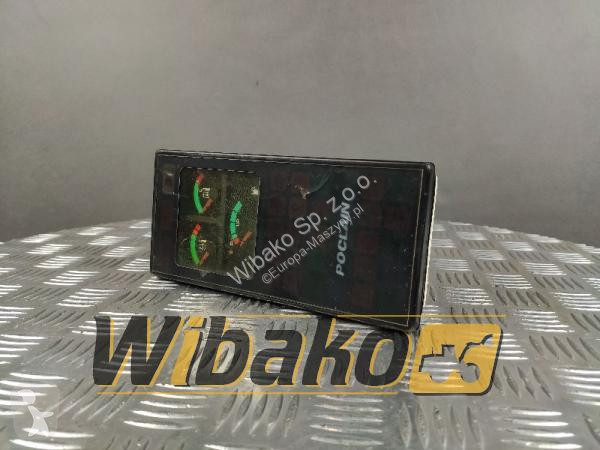 Wibako Sp. z o.o.
©Europa-Maszyny.pl
POCLAIN
Wibako